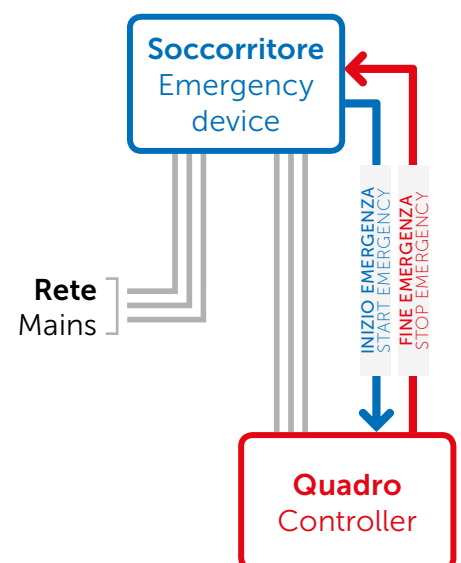 Soccorritore
Emergency
device
INIZIO EMERGENZA
START EMERGENCY
FINE EMERGENZA
STOP EMERGENCY
Rete
Mains
Quadro
Controller